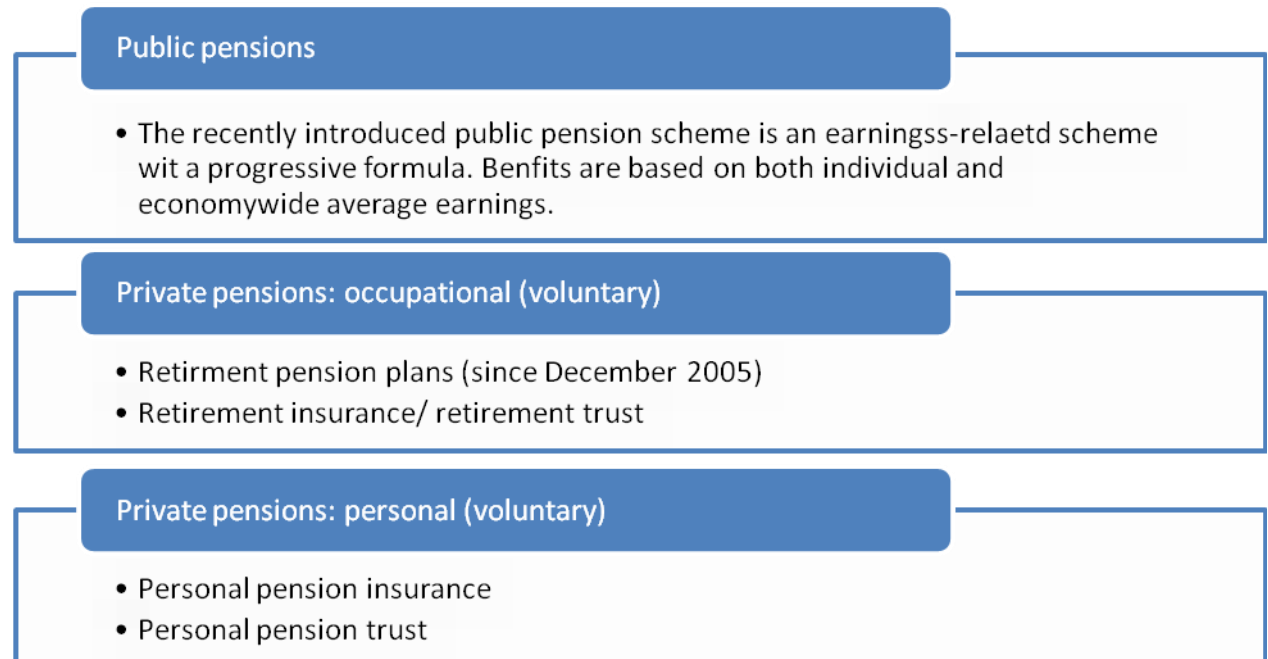 Public pensions
• The recently introduced public pension scheme is an earningss-relaetd scheme
wit a progressive formula. Benfits are based on both individual and
economywide average earnings.
Private pensions: occupational (voluntary)
• Retirment pension plans (since December 2005)
• Retirement insurance/ retirement trust
Private pensions: personal (voluntary)
• Personal pension insurance
• Personal pension trust